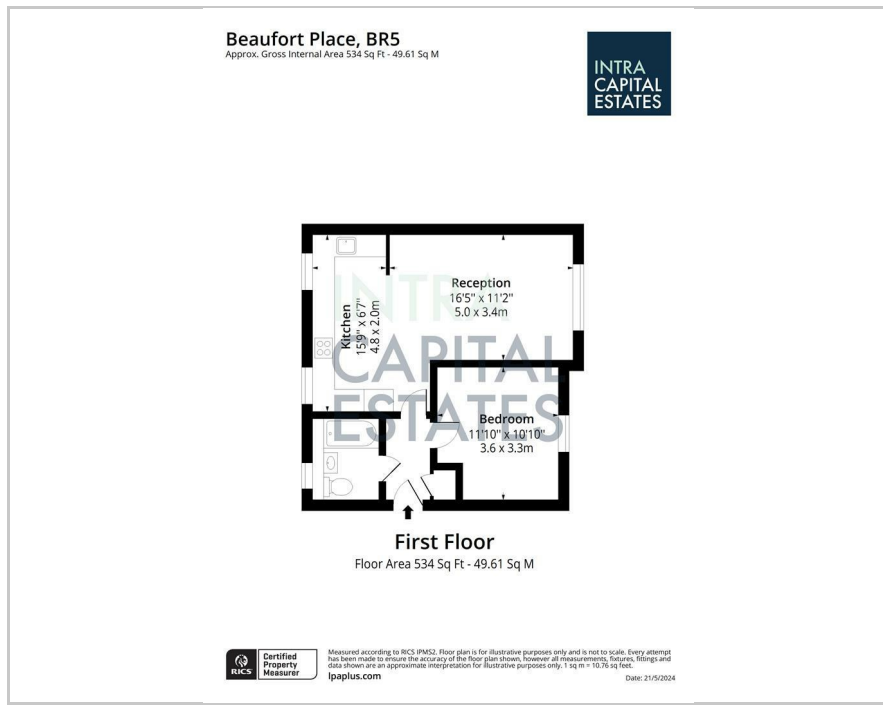 Beaufort Place, BR5
Approx. Gross Internal Area 534 Sq Ft - 49.61 Sq M
INTRA
CAPITAL
ESTATES
Reception
16'5" x 11'2"
5.0 x 3.4m
Kitchen
15'9" x 6'7"
4.8 x 2.0m
INTRA
CAPITAL
ESTATES
Bedroom
11'10" x 10'10"
3.6 x 3.3m
First Floor
Floor Area 534 Sq Ft - 49.61 Sq M
RICS
Certified
Property
Measurer
Measured according to RICS IPMS2. Floor plan is for illustrative purposes only and is not to scale. Every attempt
has been made to ensure the accuracy of the floor plan shown, however all measurements, fixtures, fittings and
data shown are an approximate interpretation for illustrative purposes only. 1 sq m = 10.76 sq feet.
lpaplus.com
Date: 21/5/2024